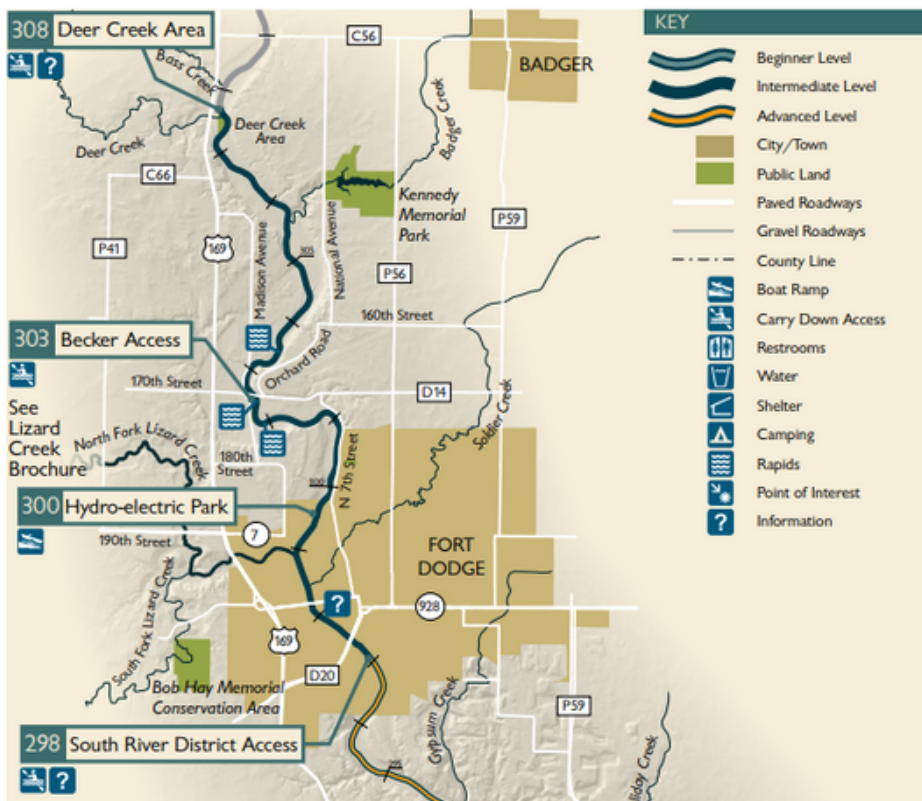 308 Deer Creek Area
?
Bass Creek
C56
BADGER
Deer Creek
Area
Deer Creek
Badger Creek
C66
Kennedy
Memorial
Park
P41
169
Madison Avenue
305
National Avenue
P56
P59
160th Street
303 Becker Access
Orchard Road
170th Street
D14
See
Lizard
Creek
Brochure
North Fork Lizard Creek
Soldier Creek
180th
Street
N 7th Street
300
300 Hydro-electric Park
190th Street
7
FORT
DODGE
South Fork Lizard Creek
?
928
169
D20
Bob Hay Memorial
Conservation Area
Gypsum Creek
P59
298 South River District Access
?
295
liday Creek
KEY
Beginner Level
Intermediate Level
Advanced Level
City/Town
Public Land
Paved Roadways
Gravel Roadways
County Line
Boat Ramp
Carry Down Access
Restrooms
Water
Shelter
Camping
Rapids
Point of Interest
? Information